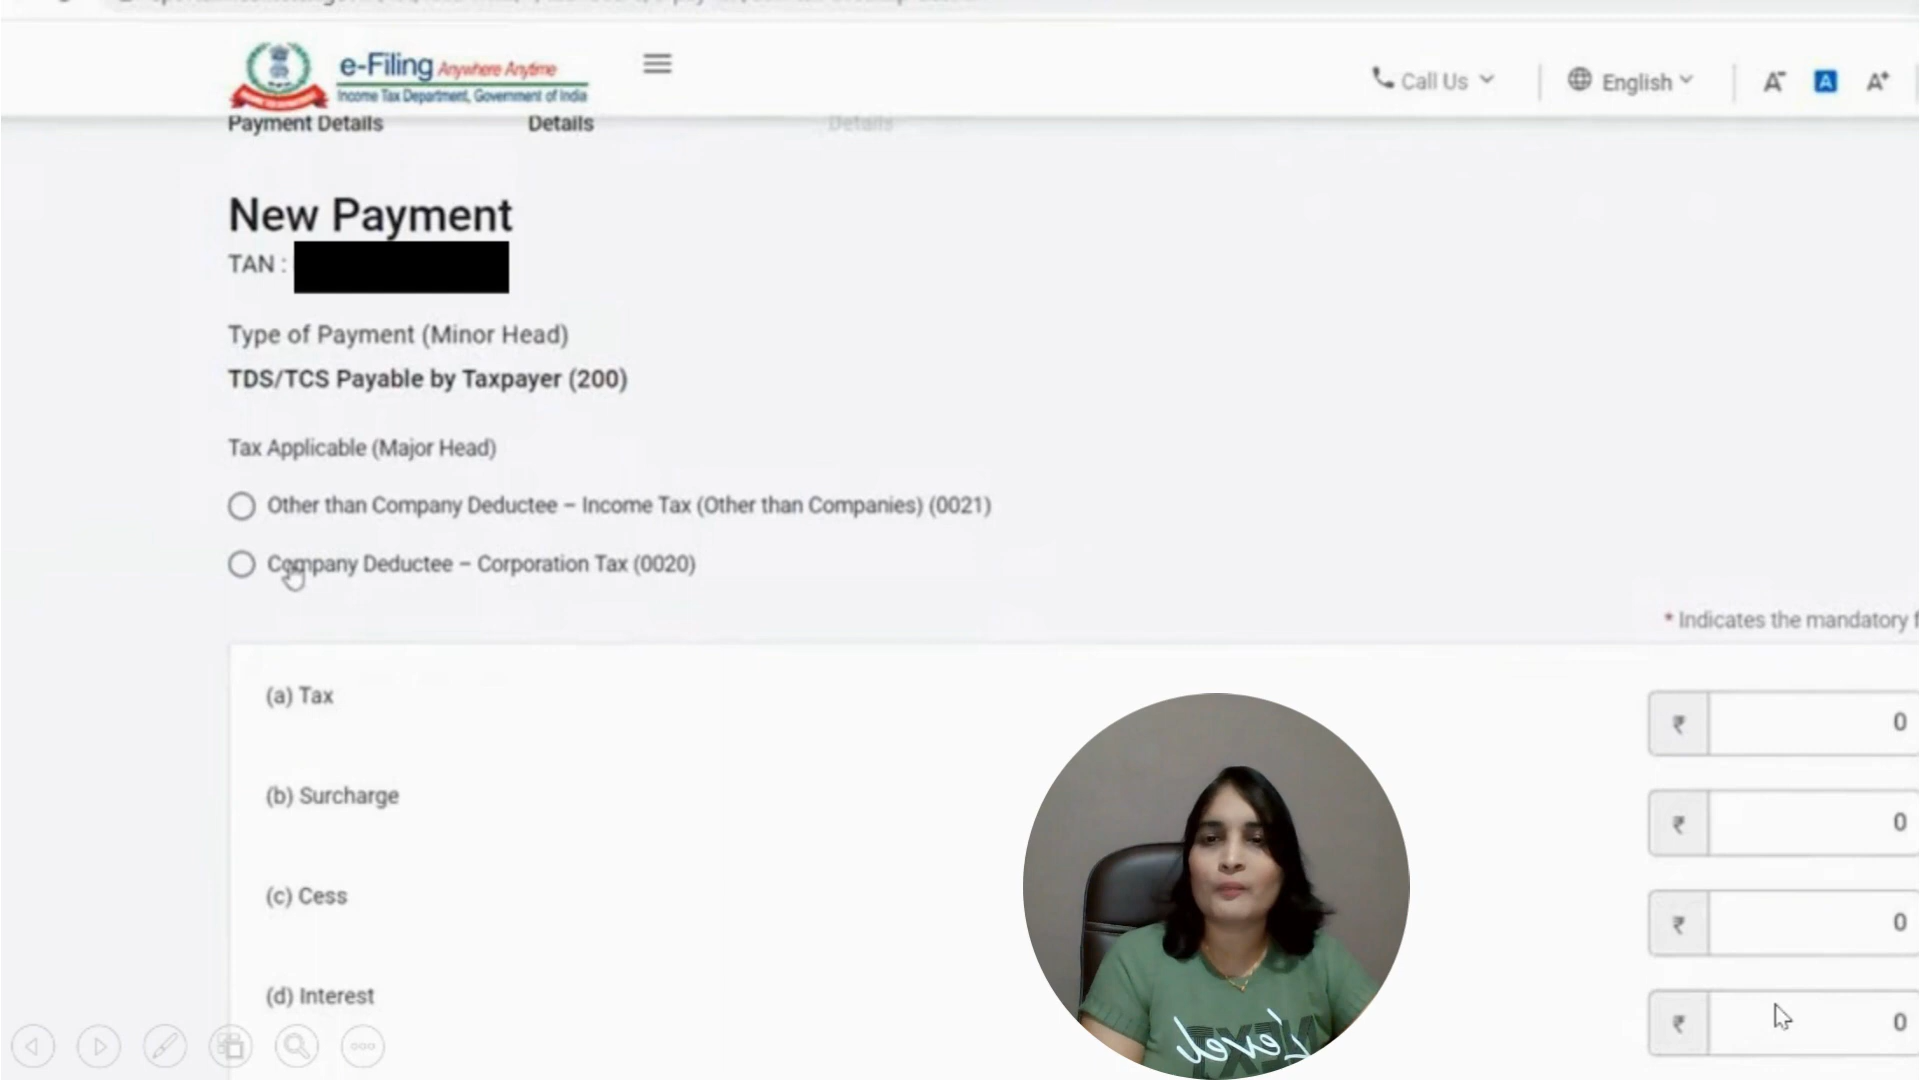 e-Filing Anywhere Anytime
Income Tax Department, Government of India
Call Us
English
A-
A
A+
Payment Details
Details
Details
New Payment
TAN :
Type of Payment (Minor Head)
TDS/TCS Payable by Taxpayer (200)
Tax Applicable (Major Head)
Other than Company Deductee – Income Tax (Other than Companies) (0021)
Company Deductee – Corporation Tax (0020)
* Indicates the mandatory f
(a) Tax
₹ 0
(b) Surcharge
₹ 0
(c) Cess
₹ 0
(d) Interest
₹ 0
Level
NEXT